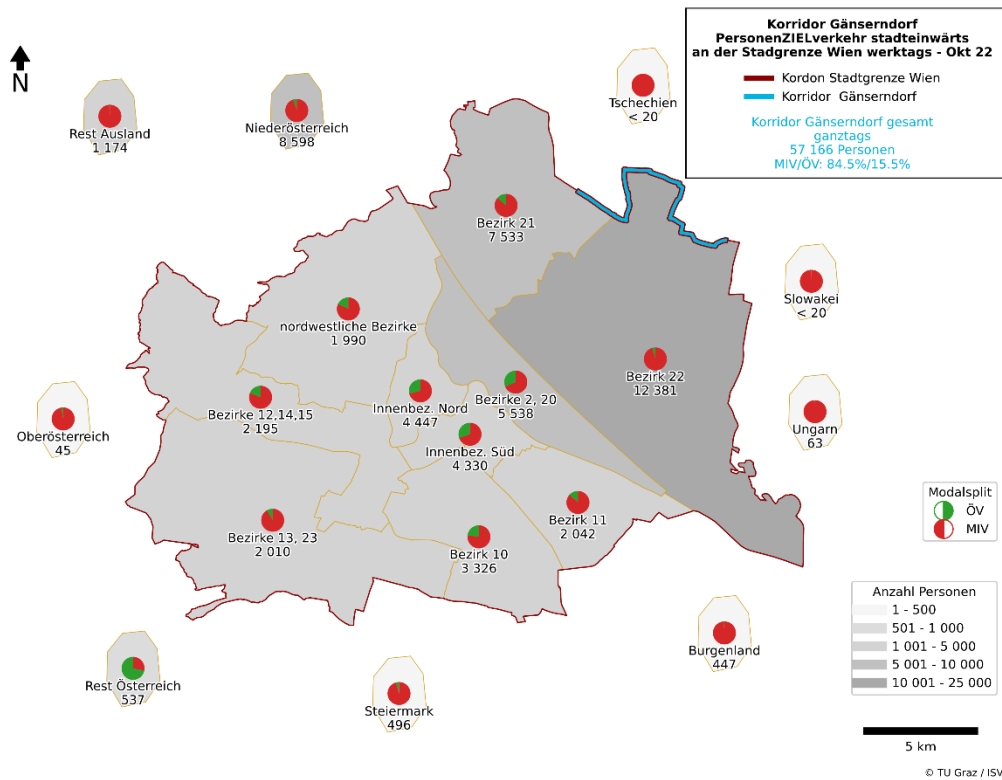 Korridor Gänserndorf
PersonenZIELverkehr stadteinwärts
an der Stadgrenze Wien werktags - Okt 22
Kordon Stadtgrenze Wien
Korridor Gänserndorf
Korridor Gänserndorf gesamt
ganztags
57 166 Personen
MIV/ÖV: 84.5%/15.5%
N
Rest Ausland
1 174
Niederösterreich
8 598
Tschechien
< 20
Bezirk 21
7 533
Slowakei
< 20
nordwestliche Bezirke
1 990
Bezirk 22
12 381
Bezirke 12,14,15
2 195
Innenbez. Nord
4 447
Bezirke 2, 20
5 538
Oberösterreich
45
Ungarn
63
Innenbez. Süd
4 330
Bezirk 11
2 042
Bezirke 13, 23
2 010
Bezirk 10
3 326
Modalsplit
ÖV
MIV
Anzahl Personen
1 - 500
501 - 1 000
1 001 - 5 000
5 001 - 10 000
10 001 - 25 000
Burgenland
447
Rest Österreich
537
Steiermark
496
5 km
© TU Graz / ISV